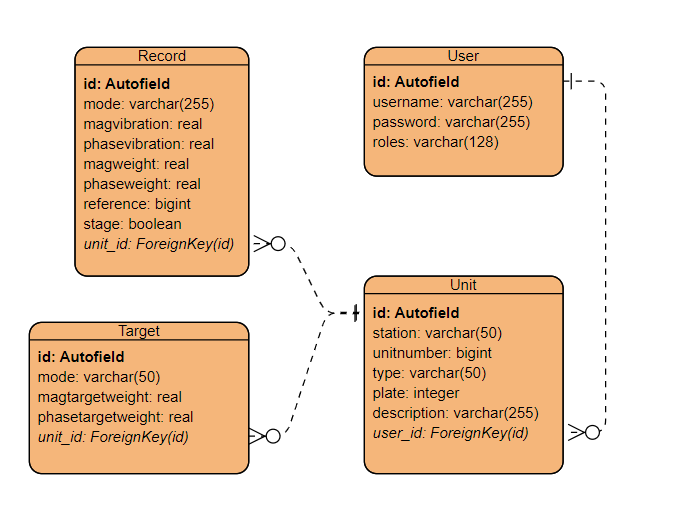 Record
id: Autofield
mode: varchar(255)
magvibration: real
phasevibration: real
magweight: real
phaseweight: real
reference: bigint
stage: boolean
unit_id: ForeignKey(id)
User
id: Autofield
username: varchar(255)
password: varchar(255)
roles: varchar(128)
Target
id: Autofield
mode: varchar(50)
magtargetweight: real
phasetargetweight: real
unit_id: ForeignKey(id)
Unit
id: Autofield
station: varchar(50)
unitnumber: bigint
type: varchar(50)
plate: integer
description: varchar(255)
user_id: ForeignKey(id)